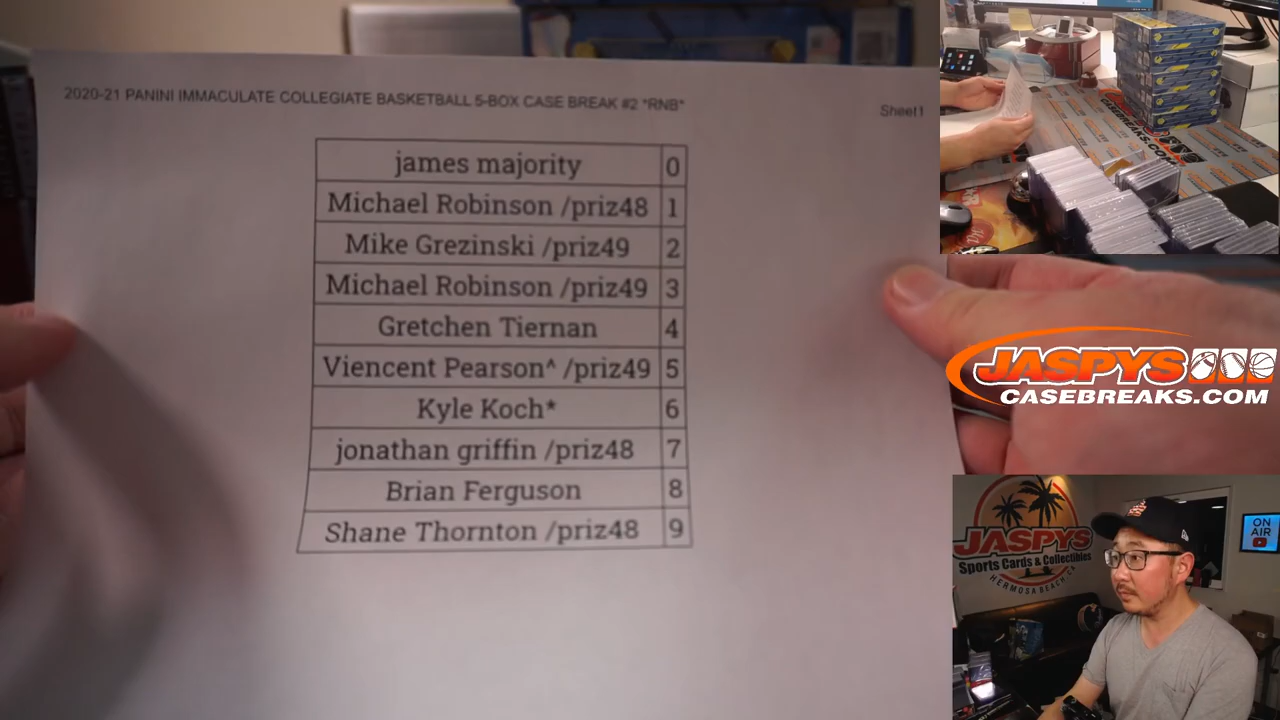 2020-21 PANINI IMMACULATE COLLEGIATE BASKETBALL 5-BOX CASE BREAK #2 *RNB*
Sheet1
james majority 0
Michael Robinson /priz48 1
Mike Grezinski /priz49 2
Michael Robinson /priz49 3
Gretchen Tiernan 4
Viencent Pearson^ /priz49 5
Kyle Koch* 6
jonathan griffin /priz48 7
Brian Ferguson 8
Shane Thornton /priz48 9
JASPYS
CASEBREAKS.COM
JASPYS
Sports Cards & Collectibles
HERMOSA BEACH, CA
ON
AIR